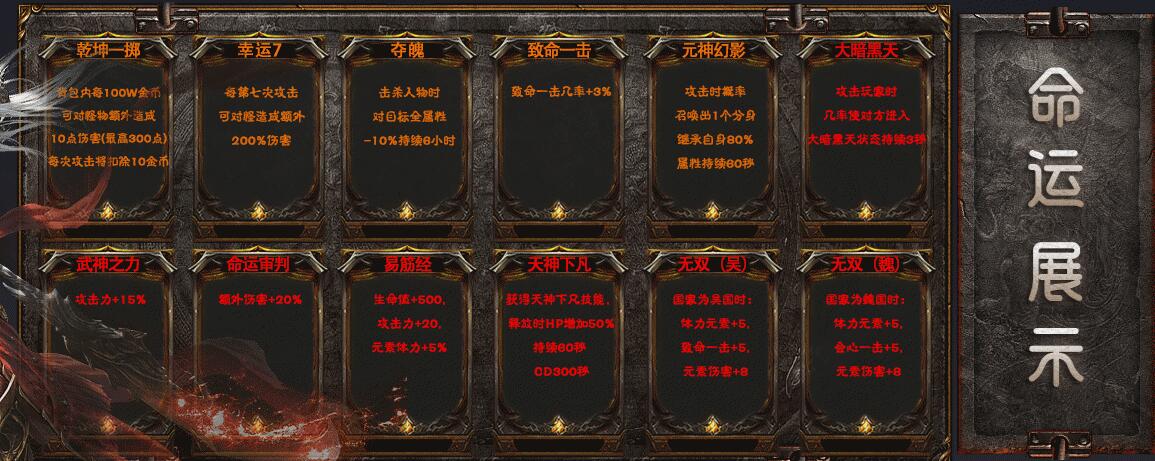 乾坤一掷
背包内每100W金币
可对怪物额外造成
10点伤害(最高300点)
每次攻击将扣除10金币
幸运7
每第七次攻击
可对怪造成额外
200%伤害
夺魄
击杀人物时
对目标全属性
-10%持续6小时
致命一击
致命一击几率+3%
元神幻影
攻击时概率
召唤出1个分身
继承自身80%
属性持续60秒
大暗黑天
攻击玩家时
几率使对方进入
大暗黑天状态持续3秒
武神之力
攻击力+15%
命运审判
额外伤害+20%
易筋经
生命值+500,
攻击力+20,
元素体力+5%
天神下凡
获得天神下凡技能,
释放时HP增加50%
持续60秒
CD300秒
无双（吴）
国家为吴国时:
体力元素+5,
致命一击+5,
元素伤害+8
无双（魏）
国家为魏国时:
体力元素+5,
会心一击+5,
元素伤害+8
命
运
展
示